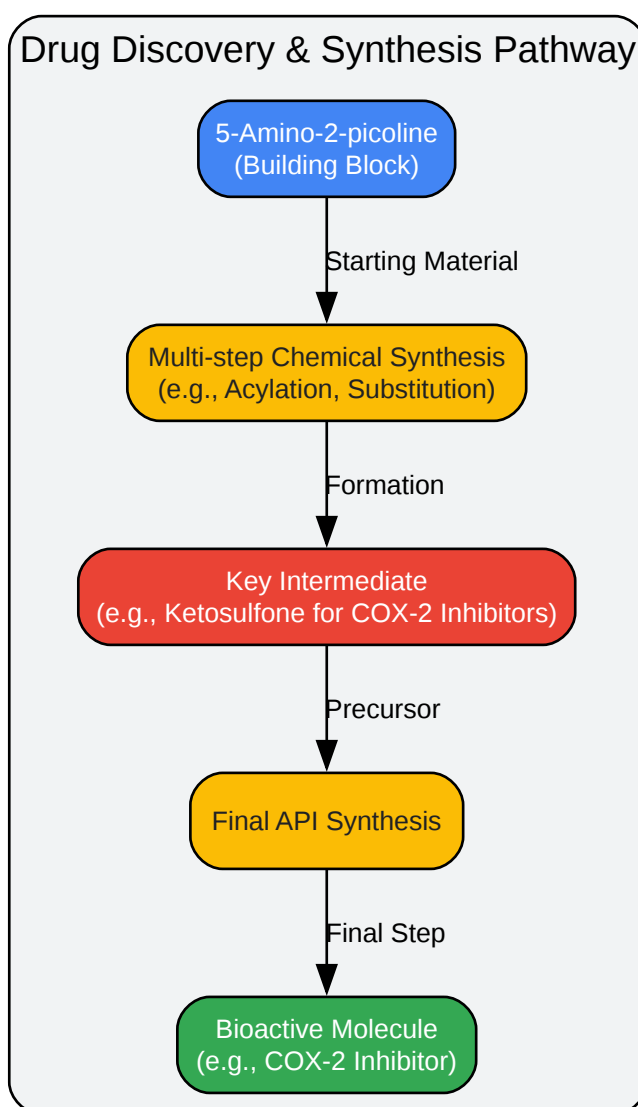 Drug Discovery & Synthesis Pathway
5-Amino-2-picoline
(Building Block)
Starting Material
Multi-step Chemical Synthesis
(e.g., Acylation, Substitution)
Formation
Key Intermediate
(e.g., Ketosulfone for COX-2 Inhibitors)
Precursor
Final API Synthesis
Final Step
Bioactive Molecule
(e.g., COX-2 Inhibitor)